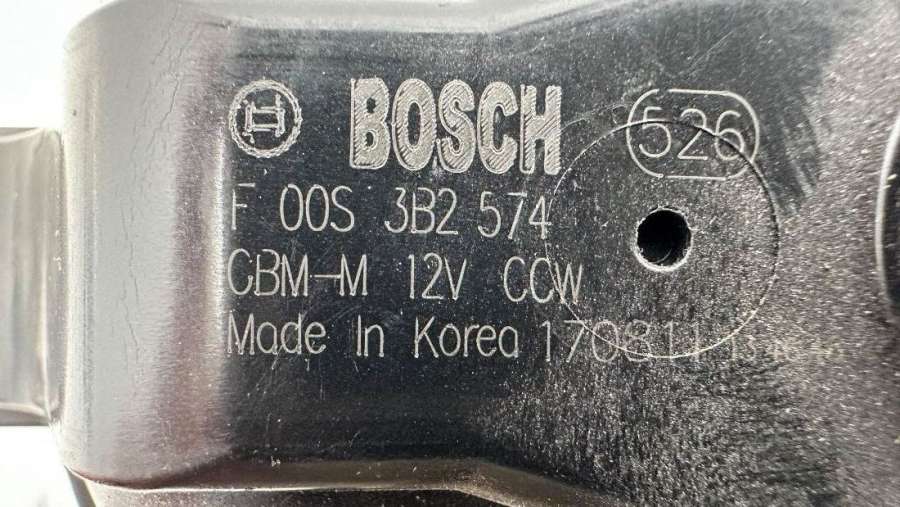 BOSCH 526
F 00S 3B2 574
CBM-M 12V CCW
Made In Korea 170811